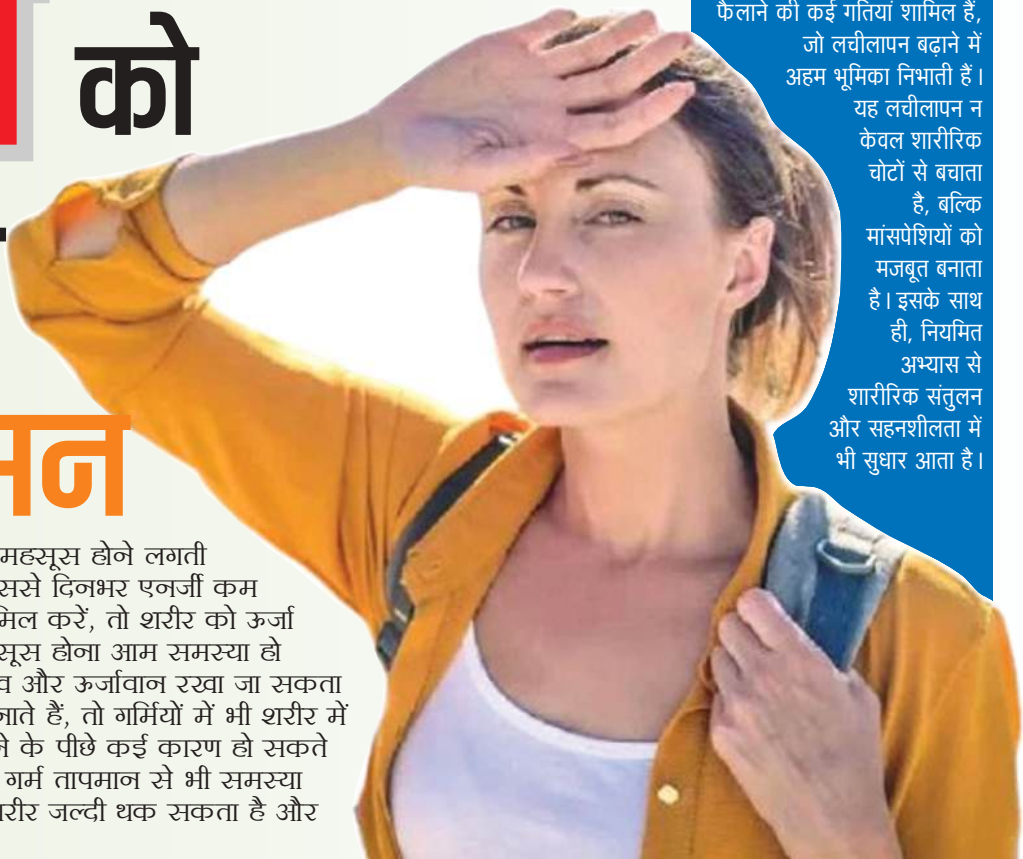 को
फैलाने की कई गतियां शामिल हैं,
जो लचीलापन बढ़ाने में
अहम भूमिका निभाती हैं।
यह लचीलापन न
केवल शारीरिक
चोटों से बचाता
है, बल्कि
मांसपेशियों को
मजबूत बनाता
है। इसके साथ
ही, नियमित
अभ्यास से
शारीरिक संतुलन
और सहनशीलता में
भी सुधार आता है।
सन
महसूस होने लगती
ससे दिनभर एनर्जी कम
मिल करें, तो शरीर को ऊर्जा
सूस होना आम समस्या हो
व और ऊर्जावान रखा जा सकता
नाते हैं, तो गर्मियों में भी शरीर में
ने के पीछे कई कारण हो सकते
गर्म तापमान से भी समस्या
रीर जल्दी थक सकता है और